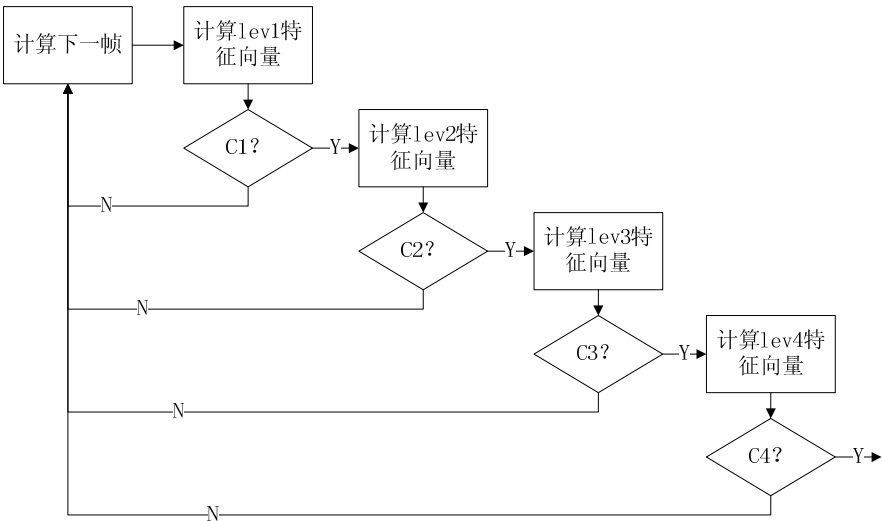 计算下一帧
计算lev1特
征向量
C1?
Y
计算lev2特
征向量
N
C2?
Y
计算lev3特
征向量
N
C3?
Y
计算lev4特
征向量
N
C4?
Y
N